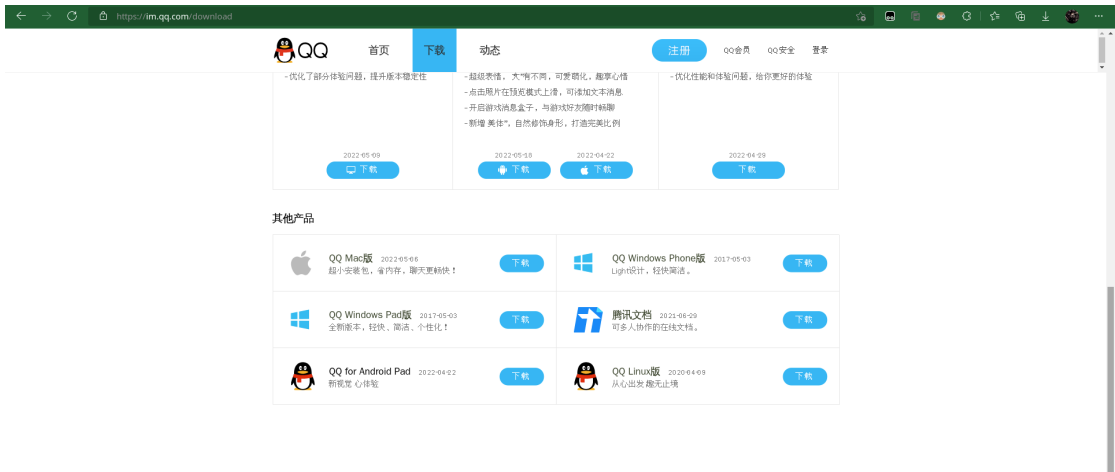 https://im.qq.com/download
QQ 首页 下载 动态 注册 QQ会员 QQ安全 登录
-优化了部分体验问题，提升版本稳定性
-超级表情，大"有不同，可爱萌化，趣享心情
-点击照片在预览模式上滑，可添加文本消息
-开启游戏消息盒子，与游戏好友随时畅聊
-新增 美体"，自然修饰身形，打造完美比例
-优化性能和体验问题，给你更好的体验
2022-05-09
下载
2022-05-18
下载
2022-04-22
下载
2022-04-29
下载
其他产品
QQ Mac版 2022-05-06
超小安装包，省内存，聊天更畅快！
下载
QQ Windows Phone版 2017-05-03
Light设计，轻快简洁。
下载
QQ Windows Pad版 2017-05-03
全新版本，轻快、简洁、个性化！
下载
腾讯文档 2021-06-29
可多人协作的在线文档。
下载
QQ for Android Pad 2022-04-22
新视觉 心体验
下载
QQ Linux版 2020-04-09
从心出发 趣无止境
下载